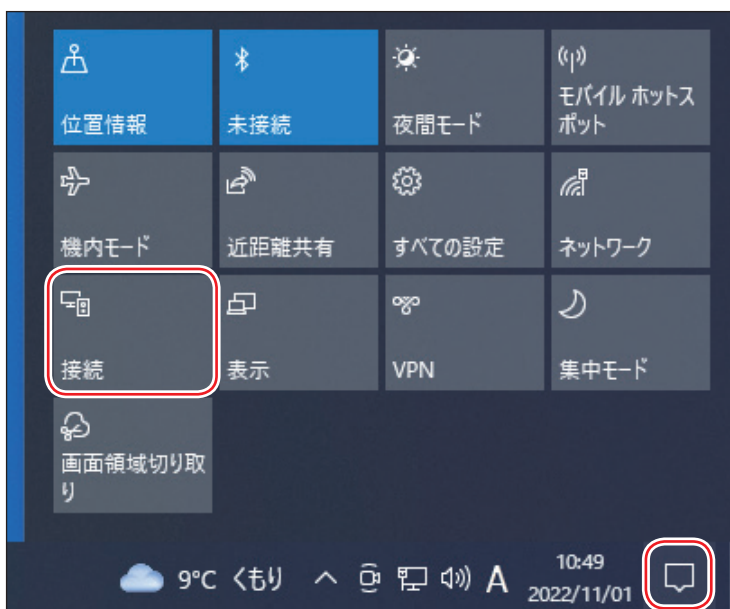 位置情報
未接続
夜間モード
モバイル ホットス
ポット
機内モード
近距離共有
すべての設定
ネットワーク
接続
表示
VPN
集中モード
画面領域切り取
り
9°C くもり
A
10:49
2022/11/01